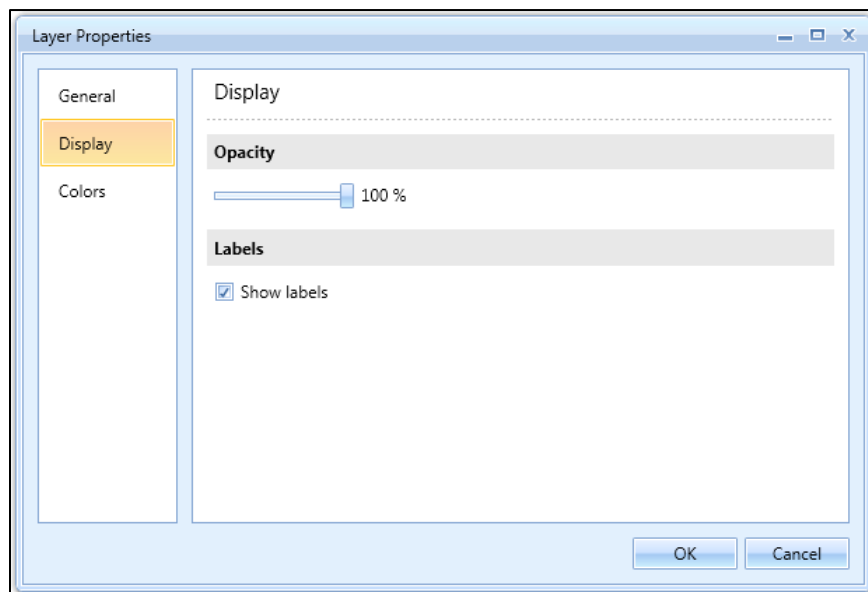 Layer Properties
General
Display
Colors
Display
Opacity
100 %
Labels
Show labels
OK
Cancel